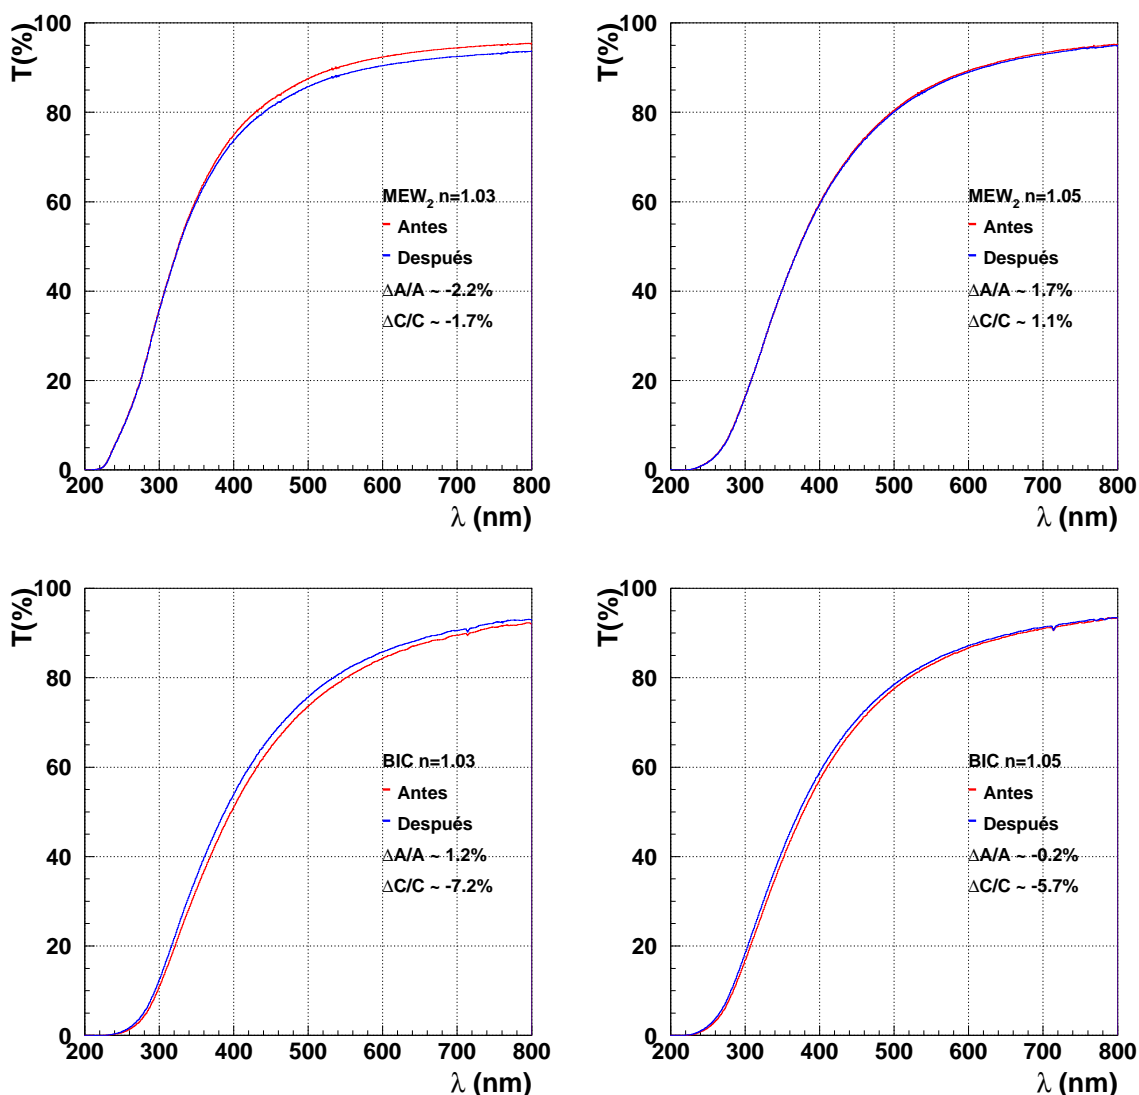 T(%)
100
80
60
40
20
0
MEW₂ n=1.03
Antes
Después
ΔA/A ~ -2.2%
ΔC/C ~ -1.7%
200 300 400 500 600 700 800
λ (nm)
T(%)
100
80
60
40
20
0
MEW₂ n=1.05
Antes
Después
ΔA/A ~ 1.7%
ΔC/C ~ 1.1%
200 300 400 500 600 700 800
λ (nm)
T(%)
100
80
60
40
20
0
BIC n=1.03
Antes
Después
ΔA/A ~ 1.2%
ΔC/C ~ -7.2%
200 300 400 500 600 700 800
λ (nm)
T(%)
100
80
60
40
20
0
BIC n=1.05
Antes
Después
ΔA/A ~ -0.2%
ΔC/C ~ -5.7%
200 300 400 500 600 700 800
λ (nm)